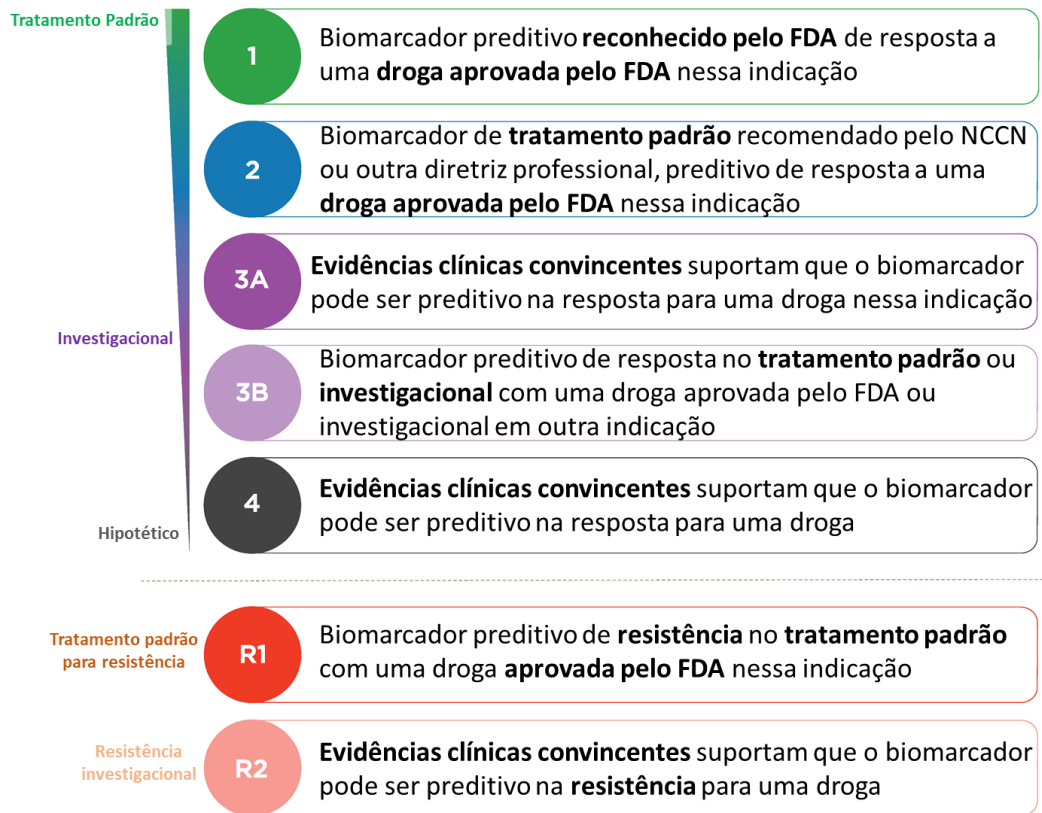 Tratamento Padrão
1
Biomarcador preditivo reconhecido pelo FDA de resposta a
uma droga aprovada pelo FDA nessa indicação
2
Biomarcador de tratamento padrão recomendado pelo NCCN
ou outra diretriz professional, preditivo de resposta a uma
droga aprovada pelo FDA nessa indicação
3A
Evidências clínicas convincentes suportam que o biomarcador
pode ser preditivo na resposta para uma droga nessa indicação
Investigacional
3B
Biomarcador preditivo de resposta no tratamento padrão ou
investigacional com uma droga aprovada pelo FDA ou
investigacional em outra indicação
4
Evidências clínicas convincentes suportam que o biomarcador
pode ser preditivo na resposta para uma droga
Hipotético
Tratamento padrão
para resistência
R1
Biomarcador preditivo de resistência no tratamento padrão
com uma droga aprovada pelo FDA nessa indicação
Resistência
investigacional
R2
Evidências clínicas convincentes suportam que o biomarcador
pode ser preditivo na resistência para uma droga